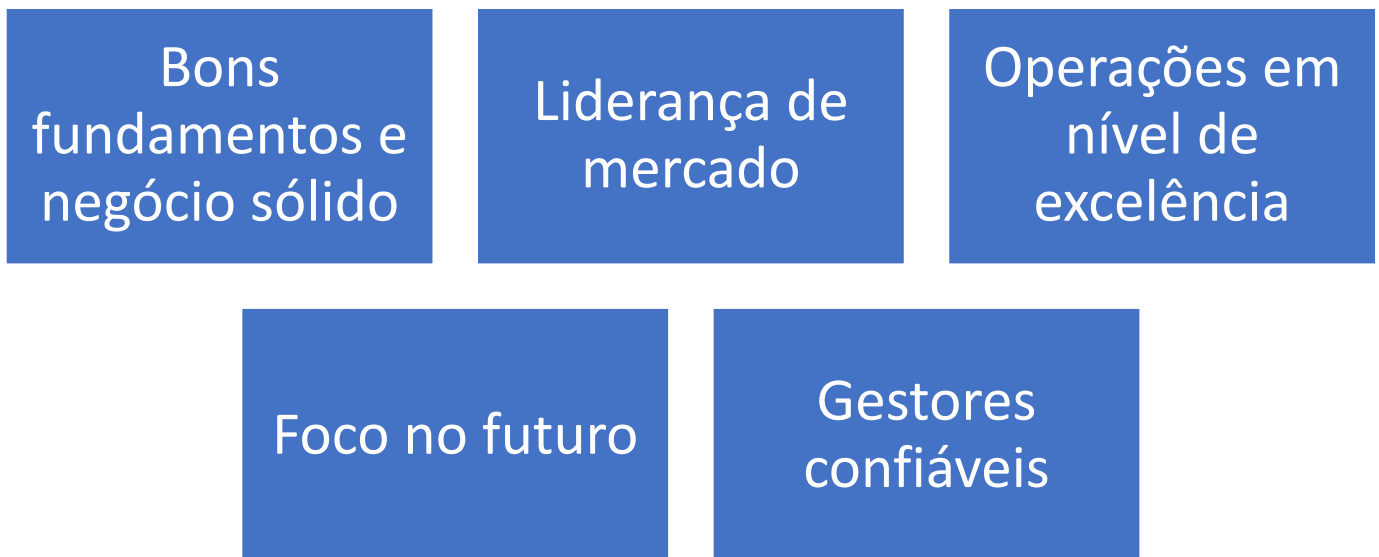 Bons
fundamentos e
negócio sólido
Liderança de
mercado
Operações em
nível de
excelência
Foco no futuro
Gestores
confiáveis